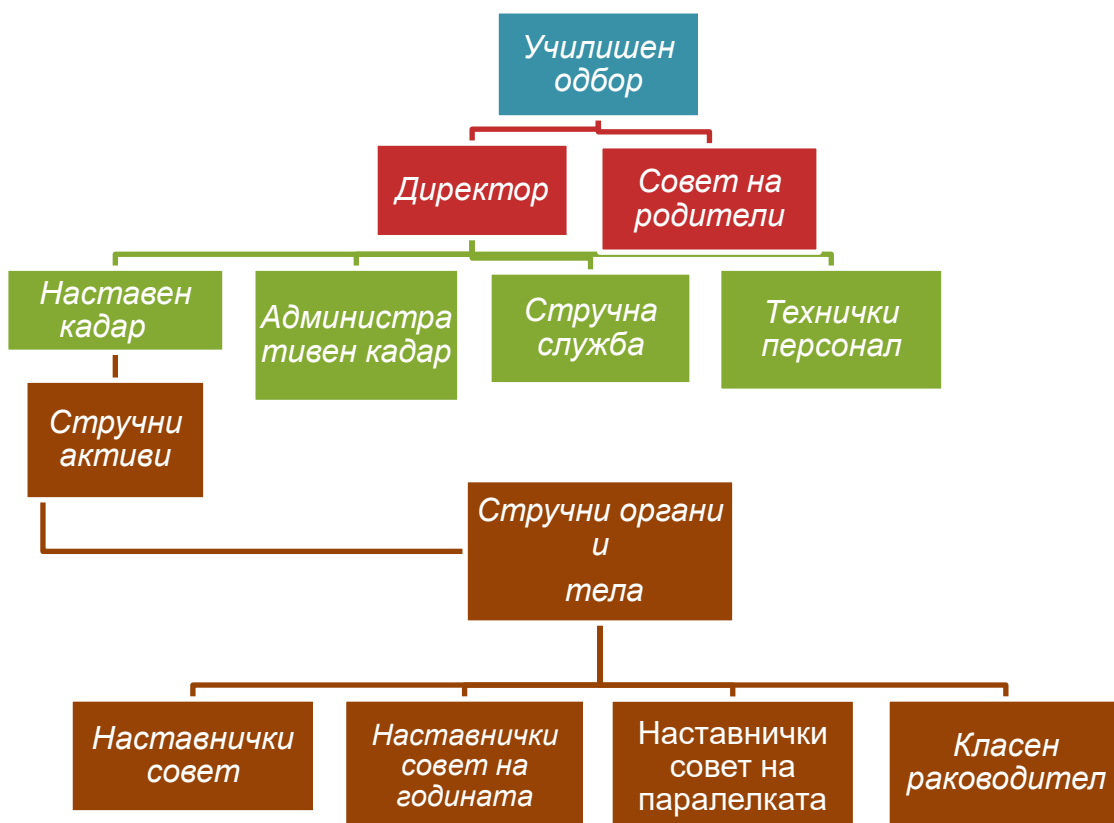 Училишен
одбор
Директор
Совет на
родители
Наставен
кадар
Администра
тивен кадар
Стручна
служба
Технички
персонал
Стручни
активи
Стручни органи
и
тела
Наставнички
совет
Наставнички
совет на
годината
Наставнички
совет на
паралелката
Класен
раководител